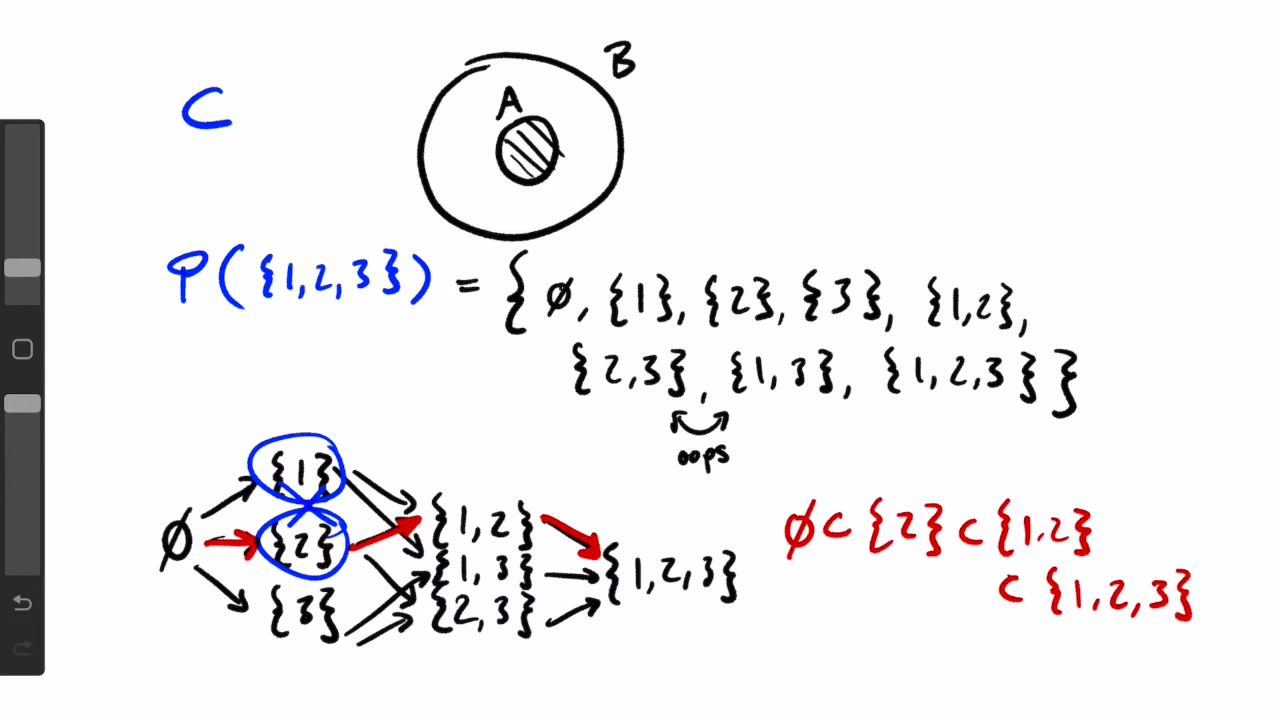 ⊂
B
A
P({1,2,3}) = {∅, {1}, {2}, {3}, {1,2},
{2,3}, {1,3}, {1,2,3}}
oops
{1}
∅ {2} {1,2}
{1,3} {1,2,3}
{3} {2,3}
∅ ⊂ {2} ⊂ {1,2}
⊂ {1,2,3}